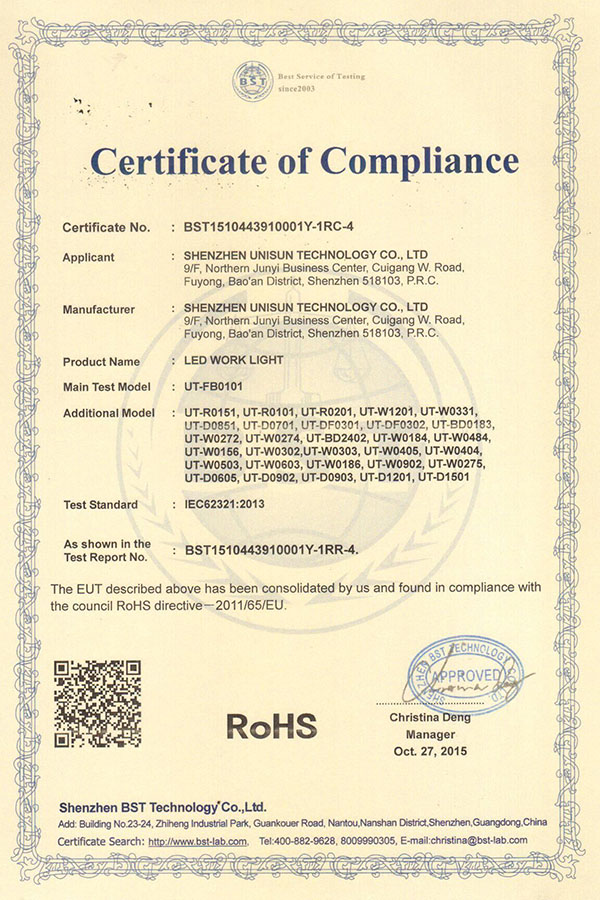 BST
Best Service of Testing
since2003
Certificate of Compliance
Certificate No. : BST1510443910001Y-1RC-4
Applicant : SHENZHEN UNISUN TECHNOLOGY CO., LTD
9/F, Northern Junyi Business Center, Cuigang W. Road,
Fuyong, Bao'an District, Shenzhen 518103, P.R.C.
Manufacturer : SHENZHEN UNISUN TECHNOLOGY CO., LTD
9/F, Northern Junyi Business Center, Cuigang W. Road,
Fuyong, Bao'an District, Shenzhen 518103, P.R.C.
Product Name : LED WORK LIGHT
Main Test Model : UT-FB0101
Additional Model : UT-R0151, UT-R0101, UT-R0201, UT-W1201, UT-W0331,
UT-D0851, UT-D0701, UT-DF0301, UT-DF0302, UT-BD0183,
UT-W0272, UT-W0274, UT-BD2402, UT-W0184, UT-W0484,
UT-W0156, UT-W0302,UT-W0303, UT-W0405, UT-W0404,
UT-W0503, UT-W0603, UT-W0186, UT-W0902, UT-W0275,
UT-D0605, UT-D0902, UT-D0903, UT-D1201, UT-D1501
Test Standard : IEC62321:2013
As shown in the
Test Report No. : BST1510443910001Y-1RR-4.
The EUT described above has been consolidated by us and found in compliance with
the council RoHS directive－2011/65/EU.
SHENZHEN BST TECHNOLOGY CO
APPROVED
RoHS
Christina Deng
Manager
Oct. 27, 2015
Shenzhen BST Technology Co.,Ltd.
Add: Building No.23-24, Zhiheng Industrial Park, Guankouer Road, Nantou,Nanshan District,Shenzhen,Guangdong,China
Certificate Search: http://www.bst-lab.com, Tel:400-882-9628, 8009990305, E-mail:christina@bst-lab.com